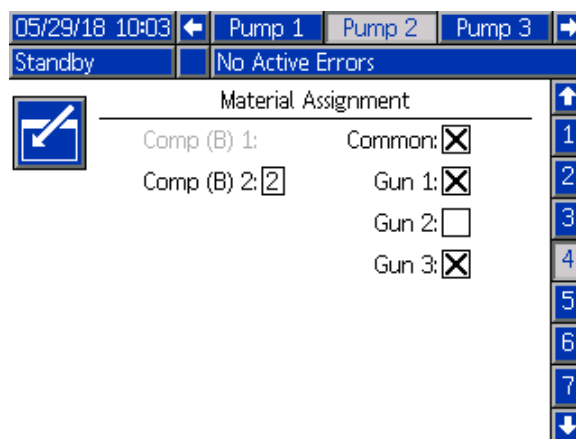 05/29/18 10:03 Pump 1 Pump 2 Pump 3
Standby No Active Errors
Material Assignment
Comp (B) 1: Common:
Comp (B) 2: 2 Gun 1:
Gun 2:
Gun 3:
1
2
3
4
5
6
7